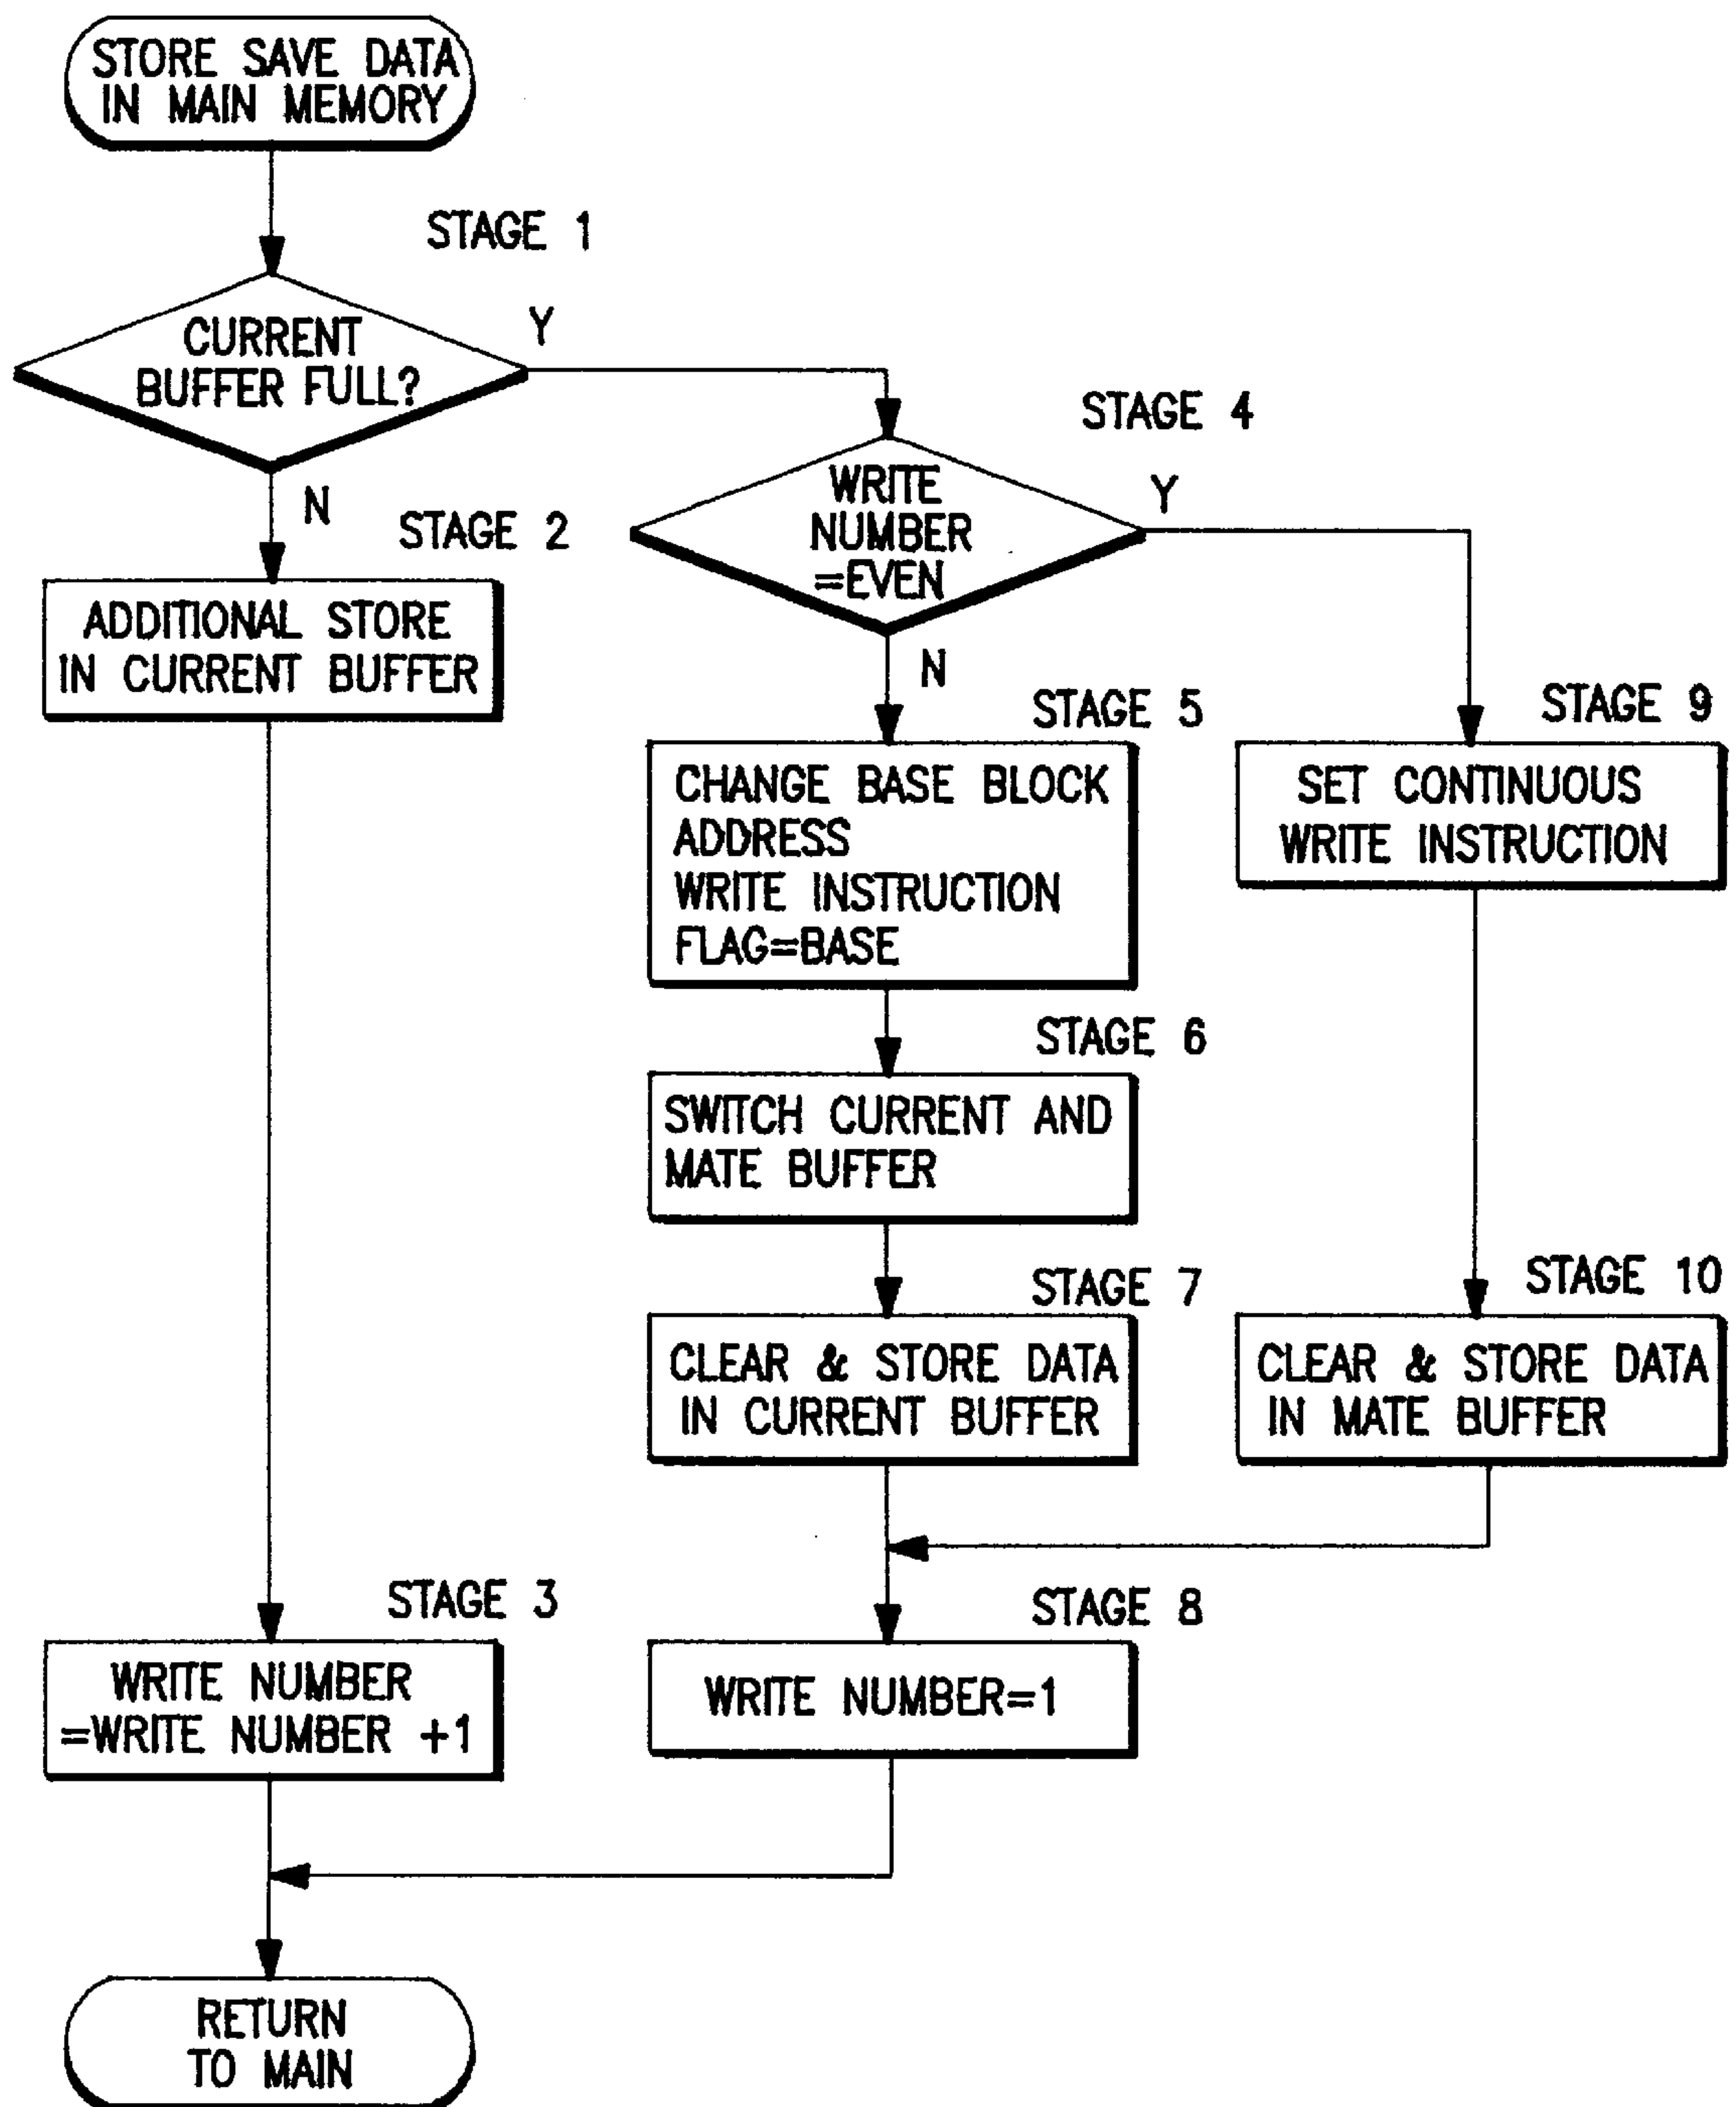 STORE SAVE DATA
IN MAIN MEMORY
STAGE 1
CURRENT
BUFFER FULL?
Y
N
STAGE 2
ADDITIONAL STORE
IN CURRENT BUFFER
STAGE 3
WRITE NUMBER
=WRITE NUMBER +1
STAGE 4
WRITE
NUMBER
=EVEN
Y
N
STAGE 5
CHANGE BASE BLOCK
ADDRESS
WRITE INSTRUCTION
FLAG=BASE
STAGE 6
SWITCH CURRENT AND
MATE BUFFER
STAGE 7
CLEAR & STORE DATA
IN CURRENT BUFFER
STAGE 8
WRITE NUMBER=1
STAGE 9
SET CONTINUOUS
WRITE INSTRUCTION
STAGE 10
CLEAR & STORE DATA
IN MATE BUFFER
RETURN
TO MAIN